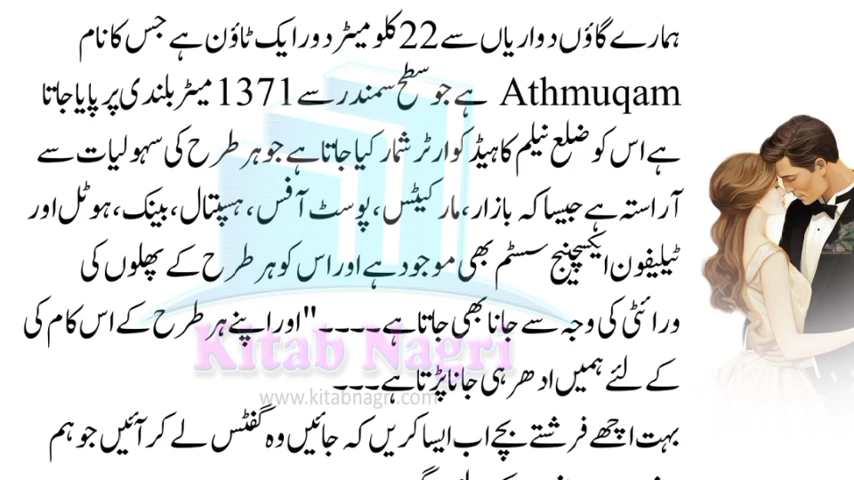 ہمارے گاؤں دواریاں سے 22 کلو میٹر دور ایک ٹاؤن ہے جس کا نام
Athmuqam ہے جو سطح سمندر سے 1371 میٹر بلندی پر پایا جاتا
ہے اس کو ضلع نیلم کا ہیڈ کوارٹر شمار کیا جاتا ہے جو ہر طرح کی سہولیات سے
آراستہ ہے جیسا کہ بازار، مارکیٹس، پوسٹ آفس، ہسپتال، بینک، ہوٹل اور
ٹیلیفون ایکسچینج سسٹم بھی موجود ہے اور اس کو ہر طرح کے پھلوں کی
ورائٹی کی وجہ سے جانا بھی جاتا ہے۔۔۔۔"اور اپنے ہر طرح کے اس کام کی
کے لئے ہمیں ادھر ہی جانا پڑتا ہے۔۔۔
بہت اچھے فرشتے بچے اب ایسا کریں کہ جائیں وہ گفٹس لے کر آئیں جو ہم
Kitab Nagri
www.kitabnagri.com